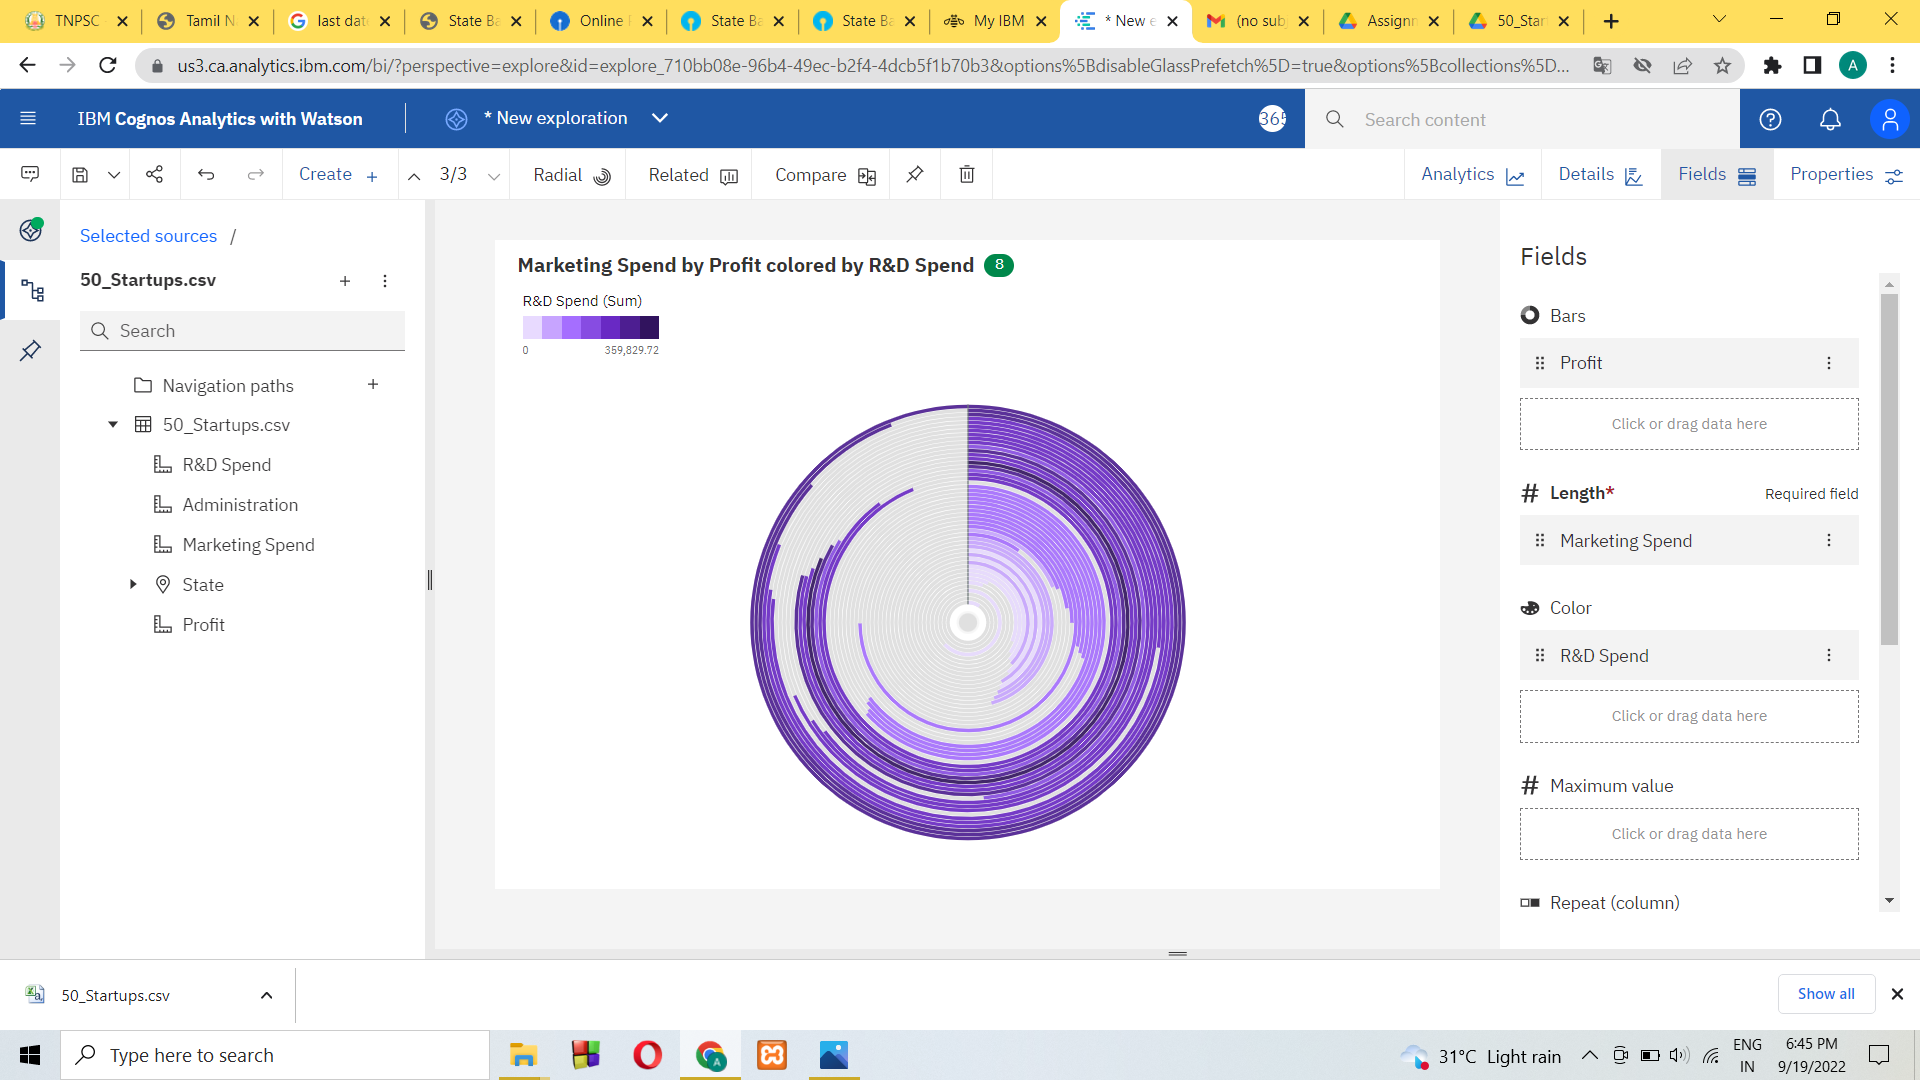 TNPSC
Tamil N
last dat
State Ba
Online
State Ba
State Ba
My IBM
* New e
(no sub
Assignm
50_Star
us3.ca.analytics.ibm.com/bi/?perspective=explore&id=explore_710bb08e-96b4-49ec-b2f4-4dcb5f1b70b3&options%5BdisableGlassPrefetch%5D=true&options%5Bcollections%5D...
A
IBM Cognos Analytics with Watson
* New exploration
365
Search content
Create +
3/3
Radial
Related
Compare
Analytics
Details
Fields
Properties
Selected sources /
50_Startups.csv
Search
Navigation paths
50_Startups.csv
R&D Spend
Administration
Marketing Spend
State
Profit
Marketing Spend by Profit colored by R&D Spend 8
R&D Spend (Sum)
0 359,829.72
Fields
Bars
Profit
Click or drag data here
# Length* Required field
Marketing Spend
Color
R&D Spend
Click or drag data here
# Maximum value
Click or drag data here
Repeat (column)
50_Startups.csv
Show all
Type here to search
31°C Light rain
ENG
IN
6:45 PM
9/19/2022